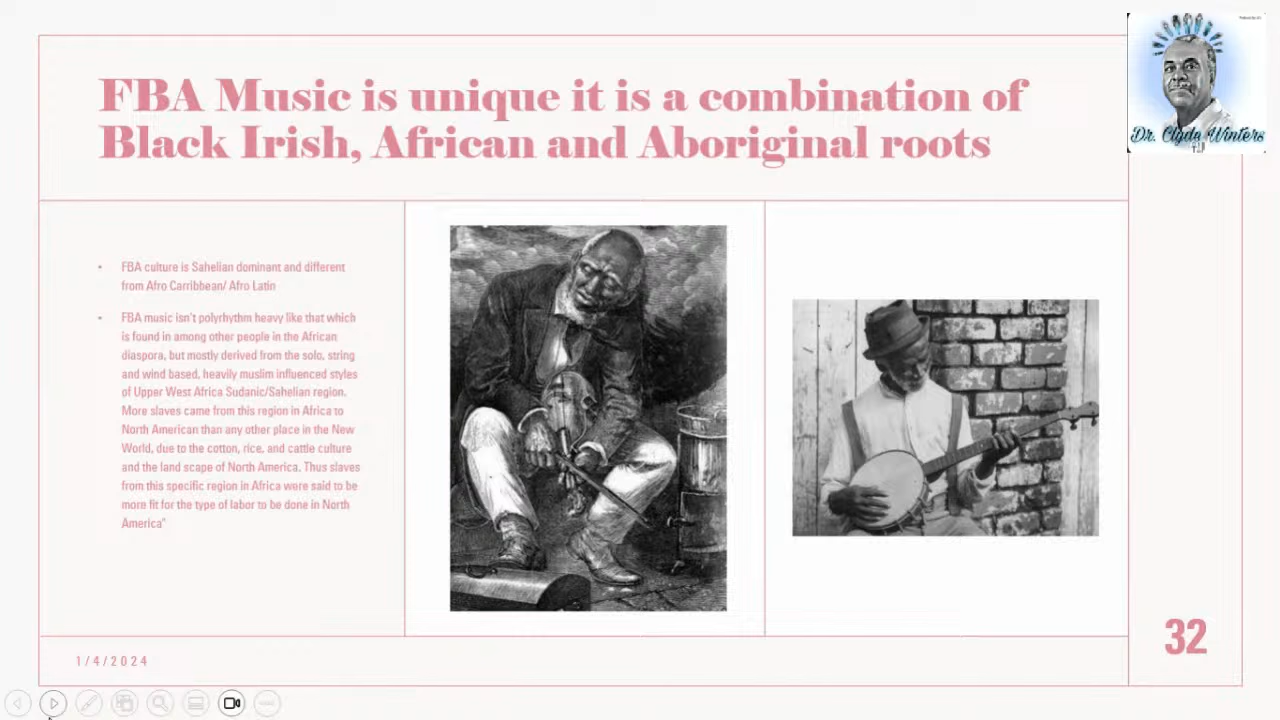 FBA Music is unique it is a combination of
Black Irish, African and Aboriginal roots
Dr. Clyde Winters
• FBA culture is Sahelian dominant and different
from Afro Carribbean/ Afro Latin
• FBA music isn't polyrhythm heavy like that which
is found in among other people in the African
diaspora, but mostly derived from the solo, string
and wind based, heavily muslim influenced styles
of Upper West Africa Sudanic/Sahelian region.
More slaves came from this region in Africa to
North American than any other place in the New
World, due to the cotton, rice, and cattle culture
and the land scape of North America. Thus slaves
from this specific region in Africa were said to be
more fit for the type of labor to be done in North
America"
32
1/4/2024